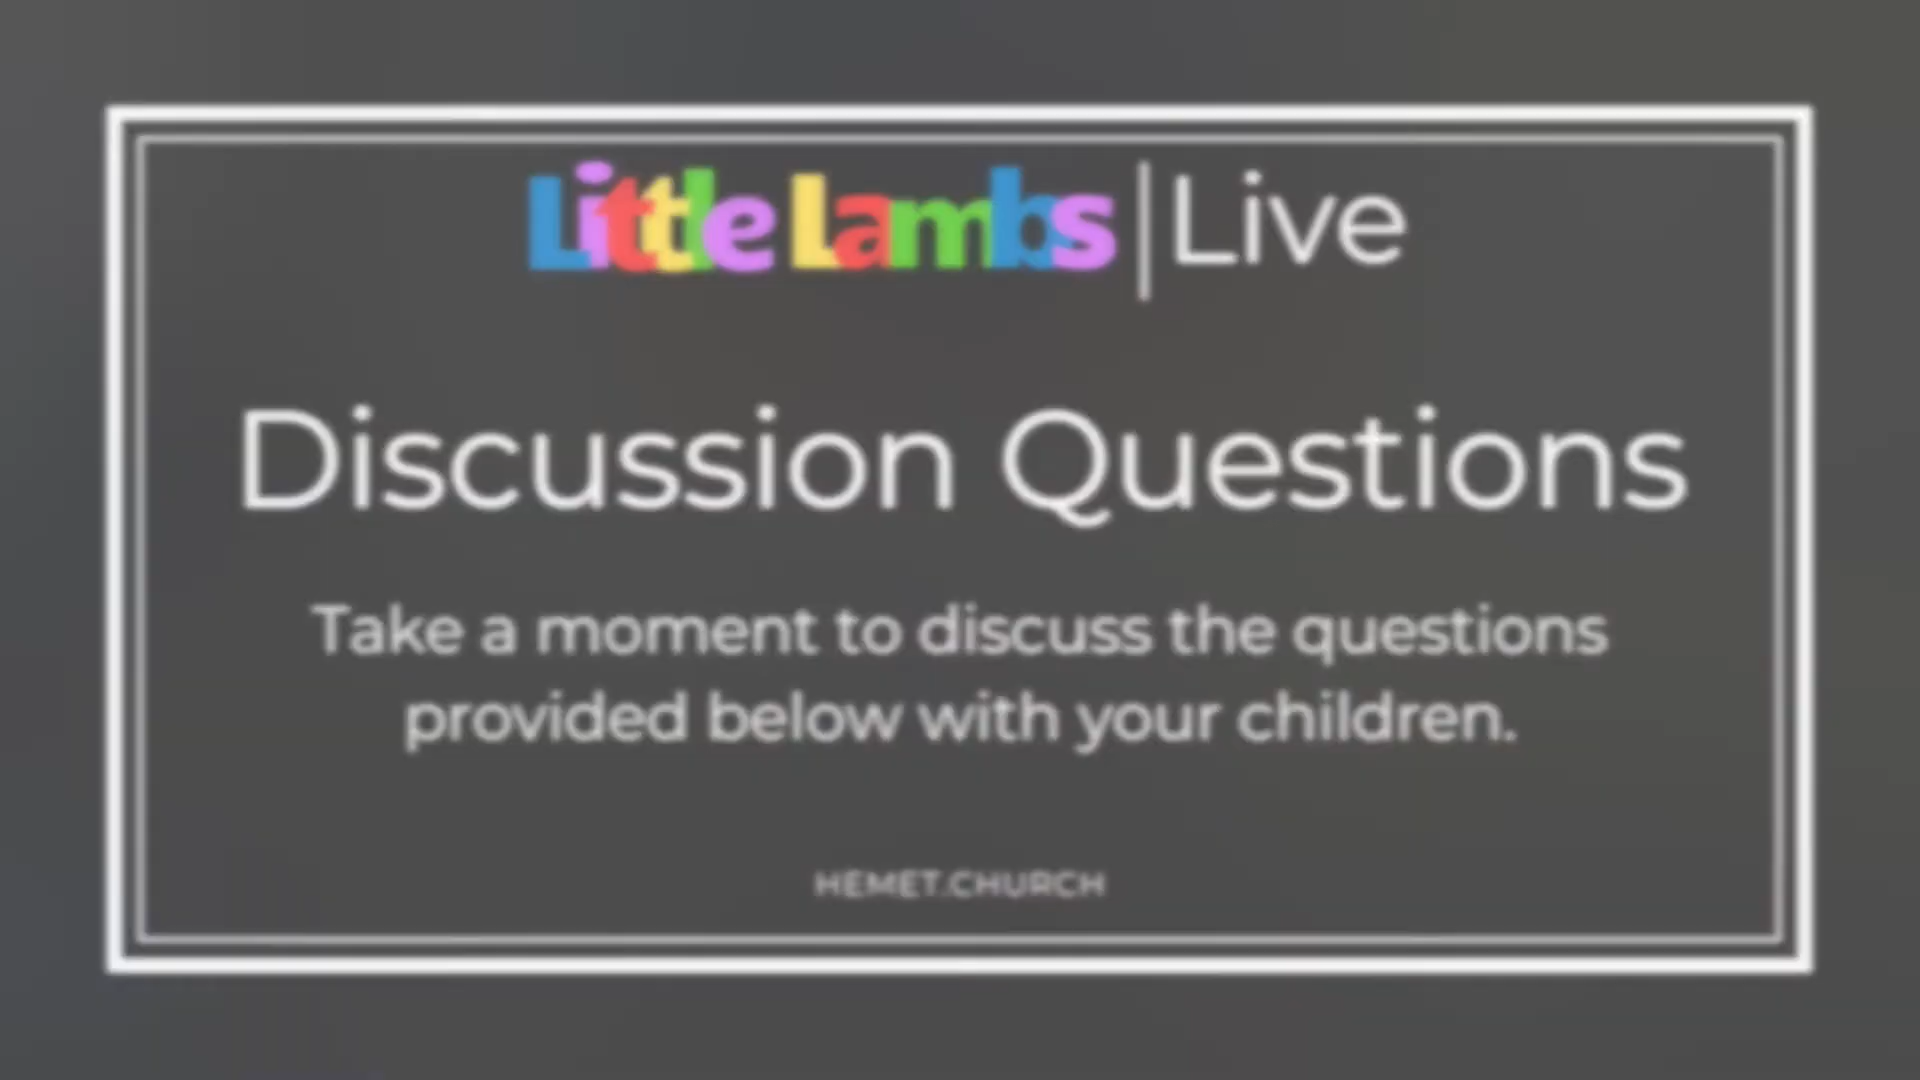 Little Lambs | Live
Discussion Questions
Take a moment to discuss the questions
provided below with your children.
HEMET.CHURCH